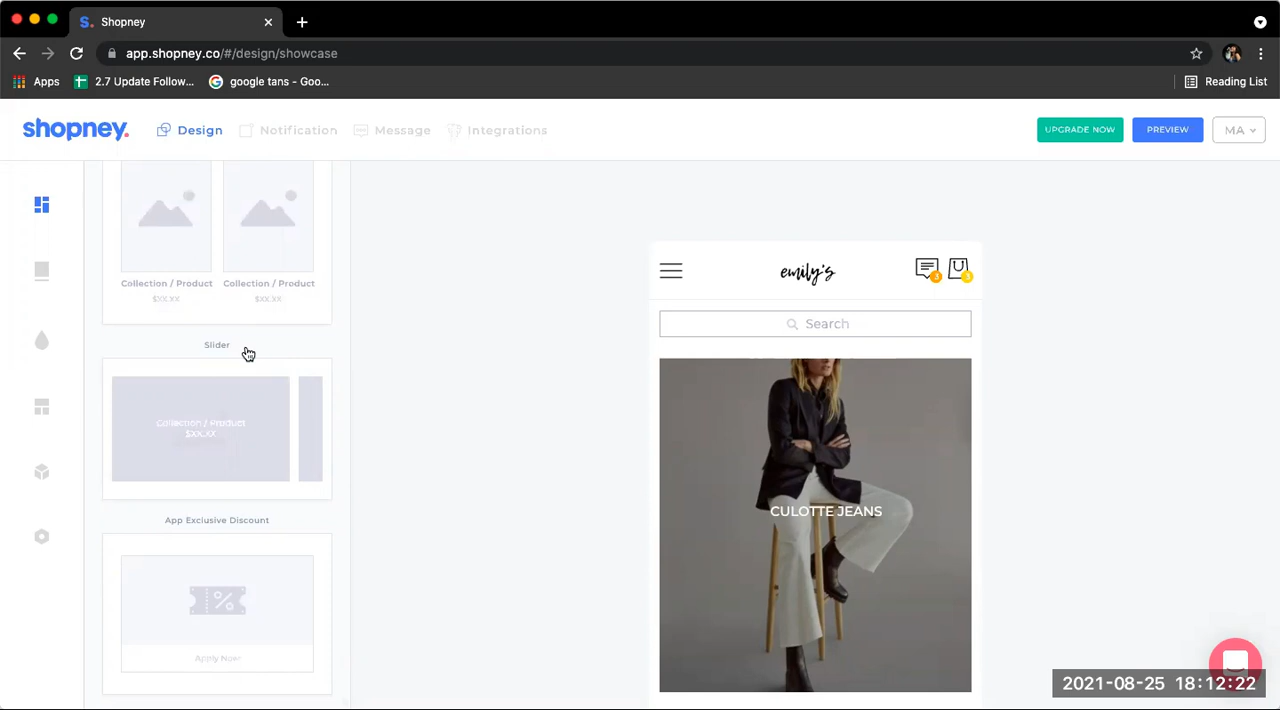 Shopney
app.shopney.co/#/design/showcase
Apps
2.7 Update Follow...
google tans - Goo...
Reading List
shopney.
Design
Notification
Message
Integrations
UPGRADE NOW
PREVIEW
MA
Collection / Product
Collection / Product
$XX.XX
$XX.XX
Slider
Collection / Product
$XX.XX
App Exclusive Discount
Apply Now!
emily's
3
3
Search
CULOTTE JEANS
2021-08-25 18:12:22